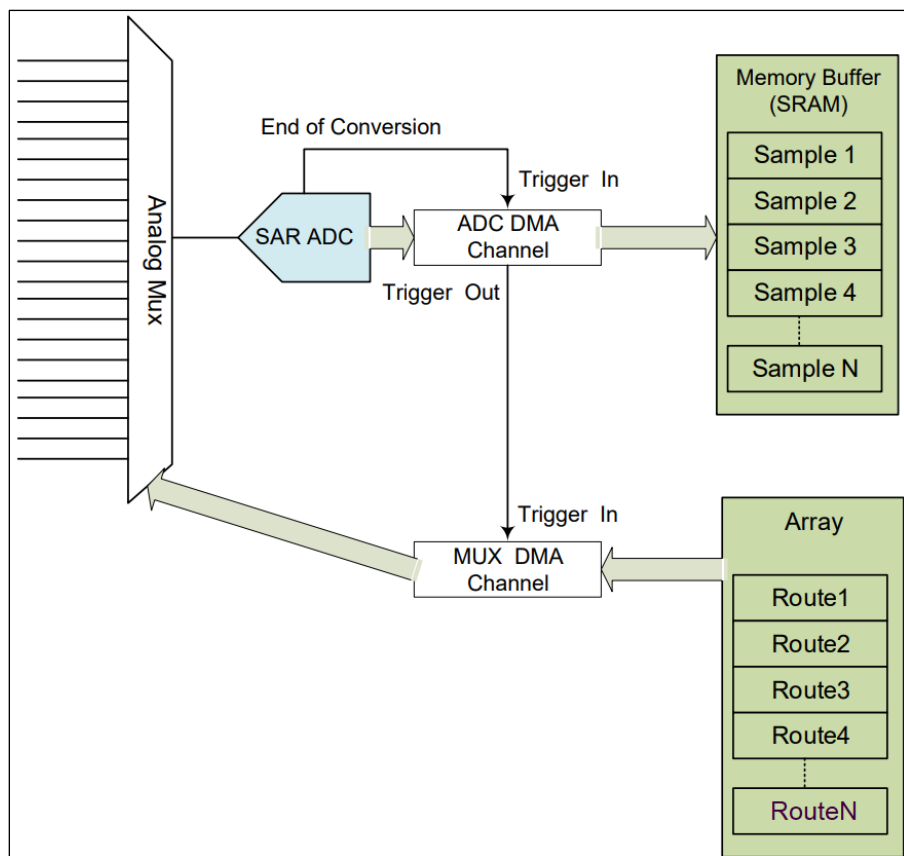 Analog Mux
End of Conversion
Trigger In
SAR ADC
ADC DMA
Channel
Trigger Out
Memory Buffer
(SRAM)
Sample 1
Sample 2
Sample 3
Sample 4
Sample N
Trigger In
MUX DMA
Channel
Array
Route1
Route2
Route3
Route4
RouteN